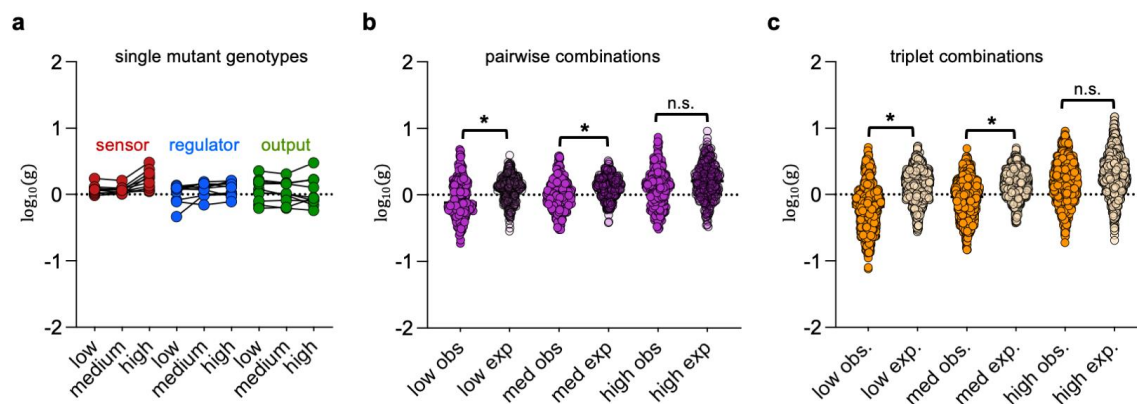 a
single mutant genotypes
log10(g)
2
1
0
-1
-2
sensor regulator output
low medium high low medium high low medium high
b
pairwise combinations
log10(g)
2
1
0
-1
-2
* * n.s.
low obs low exp med obs med exp high obs high exp
c
triplet combinations
log10(g)
2
1
0
-1
-2
* * n.s.
low obs. low exp. med obs. med exp. high obs. high exp.